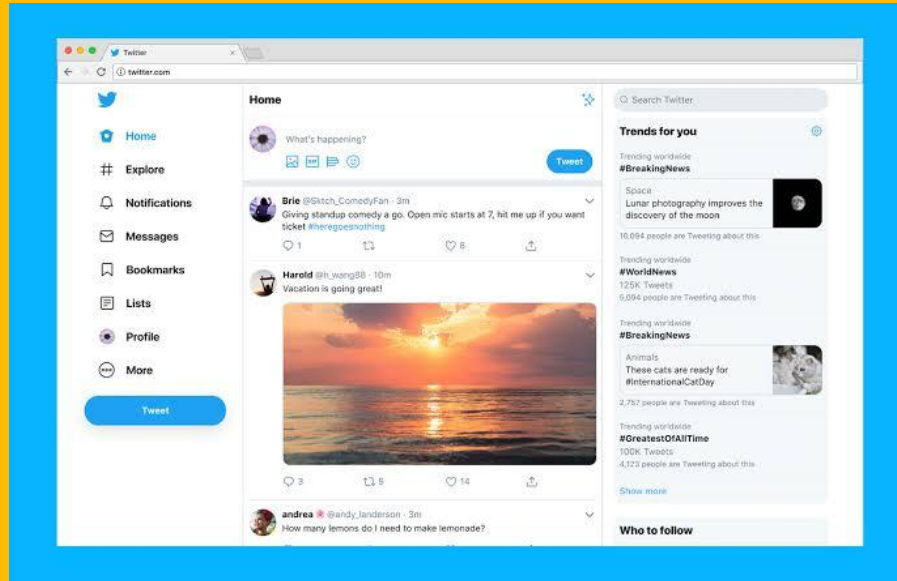 Twitter
twitter.com
Home
Explore
Notifications
Messages
Bookmarks
Lists
Profile
More
Tweet
Home
What's happening?
GIF
Tweet
Brie @Sktch_ComedyFan · 3m
Giving standup comedy a go. Open mic starts at 7, hit me up if you want
ticket #heregoesnothing
1
8
Harold @h_wang88 · 10m
Vacation is going great!
3
5
14
andrea @andy_landerson · 3m
How many lemons do I need to make lemonade?
Search Twitter
Trends for you
Trending worldwide
#BreakingNews
Space
Lunar photography improves the
discovery of the moon
10,094 people are Tweeting about this
Trending worldwide
#WorldNews
125K Tweets
5,094 people are Tweeting about this
Trending worldwide
#BreakingNews
Animals
These cats are ready for
#InternationalCatDay
2,757 people are Tweeting about this
Trending worldwide
#GreatestOfAllTime
100K Tweets
4,123 people are Tweeting about this
Show more
Who to follow